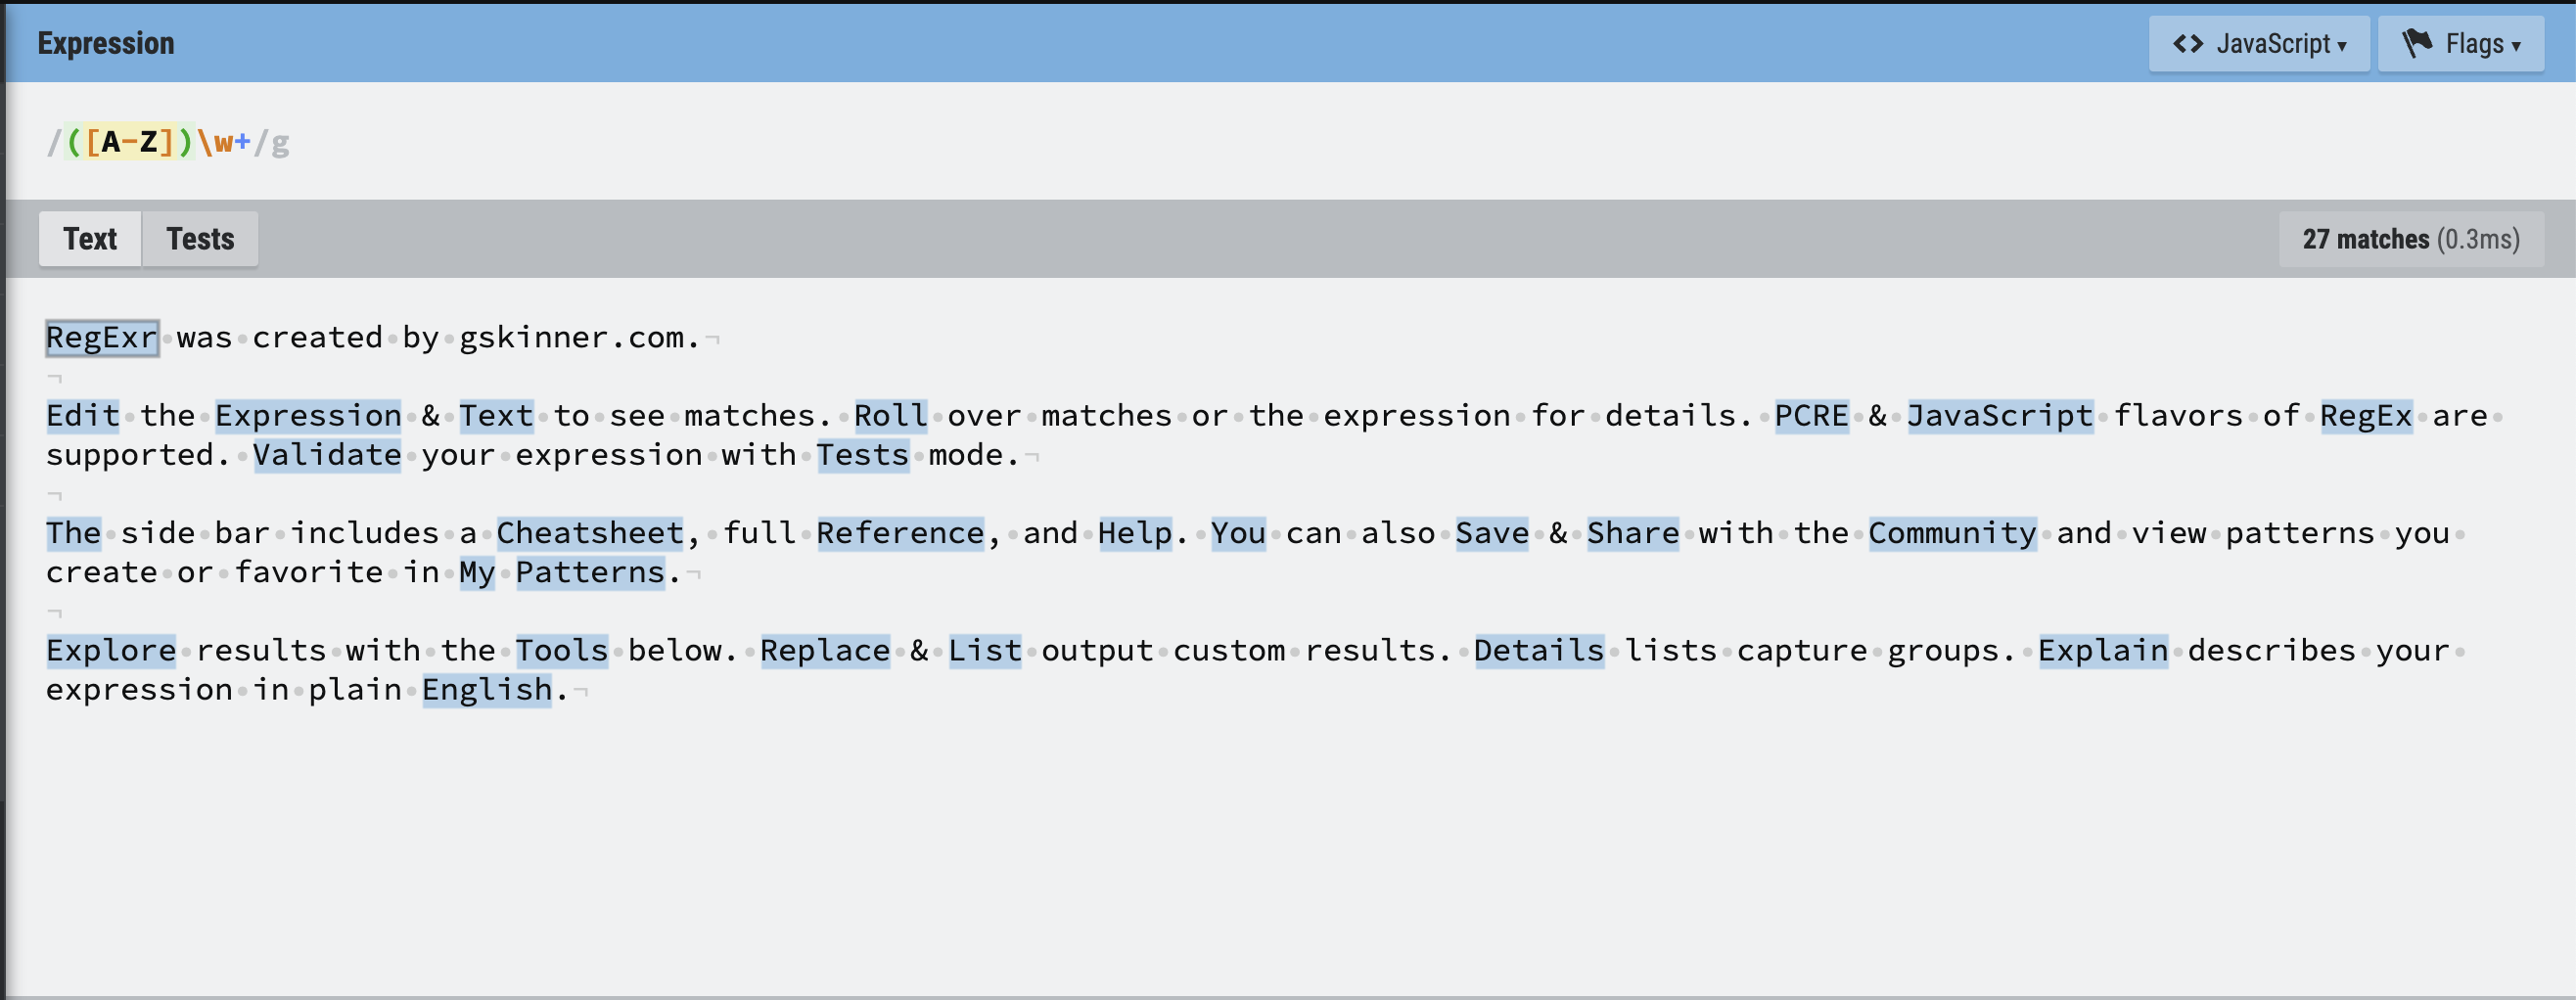 Expression
<> JavaScript ▾
Flags ▾
/([A-Z])\w+/g
Text
Tests
27 matches (0.3ms)
RegExr was created by gskinner.com.
Edit the Expression & Text to see matches. Roll over matches or the expression for details. PCRE & JavaScript flavors of RegEx are
supported. Validate your expression with Tests mode.
The side bar includes a Cheatsheet, full Reference, and Help. You can also Save & Share with the Community and view patterns you
create or favorite in My Patterns.
Explore results with the Tools below. Replace & List output custom results. Details lists capture groups. Explain describes your
expression in plain English.